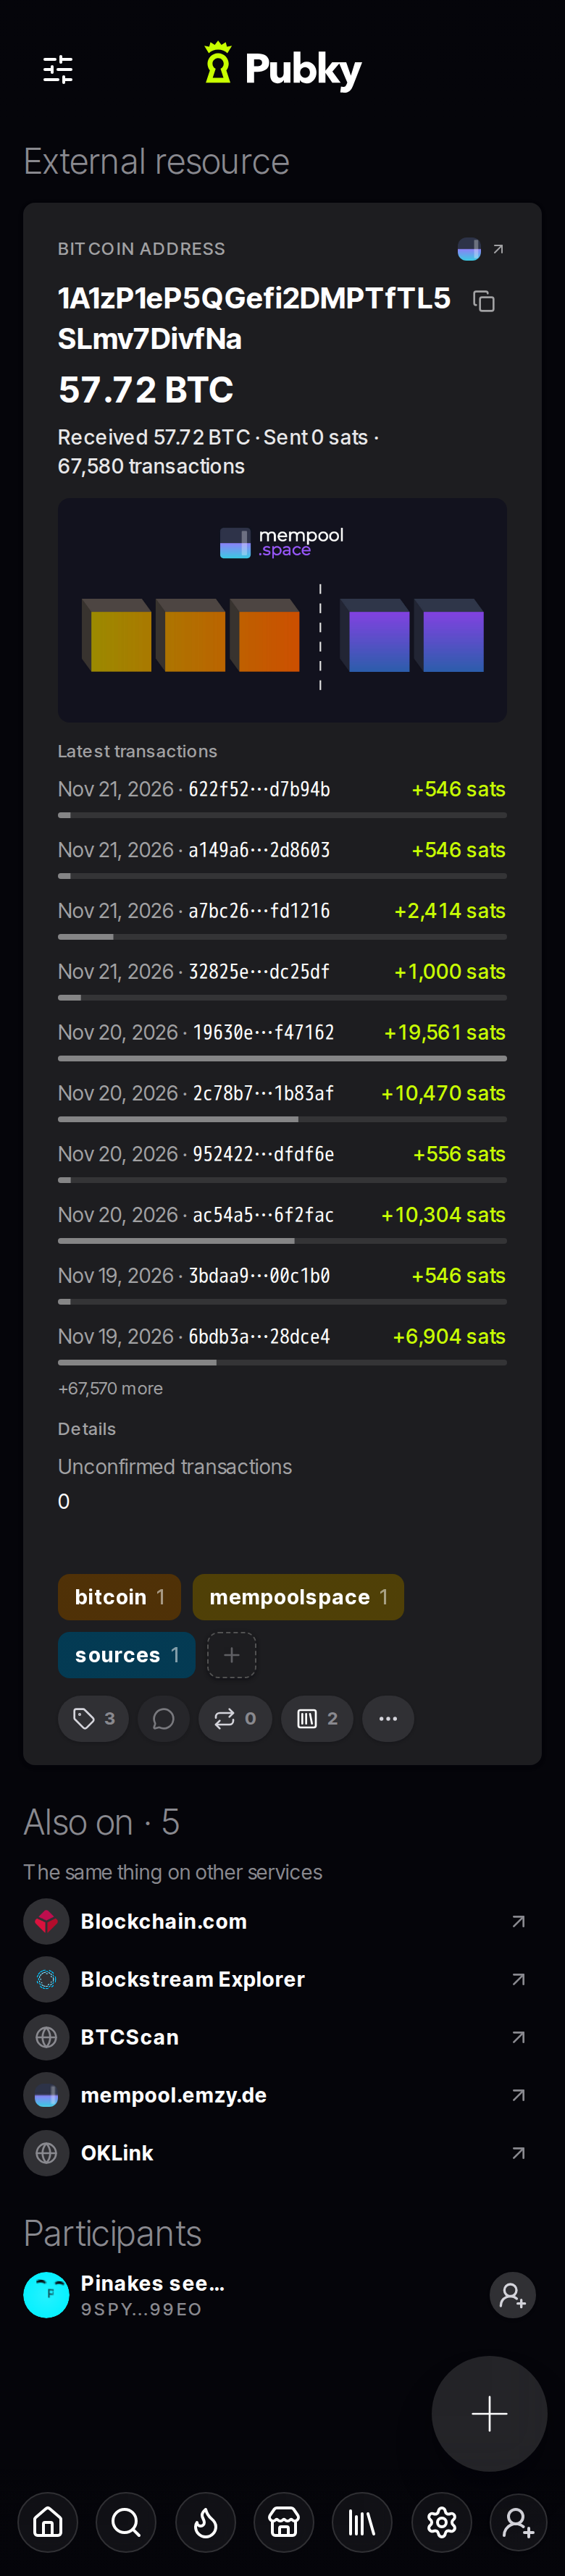 Pubky
External resource
BITCOIN ADDRESS
1A1zP1eP5QGefi2DMPTfTL5
SLmv7DivfNa
57.72 BTC
Received 57.72 BTC · Sent 0 sats ·
67,580 transactions
mempool
.space
Latest transactions
Nov 21, 2026 · 622f52···d7b94b +546 sats
Nov 21, 2026 · a149a6···2d8603 +546 sats
Nov 21, 2026 · a7bc26···fd1216 +2,414 sats
Nov 21, 2026 · 32825e···dc25df +1,000 sats
Nov 20, 2026 · 19630e···f47162 +19,561 sats
Nov 20, 2026 · 2c78b7···1b83af +10,470 sats
Nov 20, 2026 · 952422···dfdf6e +556 sats
Nov 20, 2026 · ac54a5···6f2fac +10,304 sats
Nov 19, 2026 · 3bdaa9···00c1b0 +546 sats
Nov 19, 2026 · 6bdb3a···28dce4 +6,904 sats
+67,570 more
Details
Unconfirmed transactions
0
bitcoin 1 mempoolspace 1
sources 1
3 0 2
Also on · 5
The same thing on other services
Blockchain.com
Blockstream Explorer
BTCScan
mempool.emzy.de
OKLink
Participants
Pinakes see...
9SPY...99EO